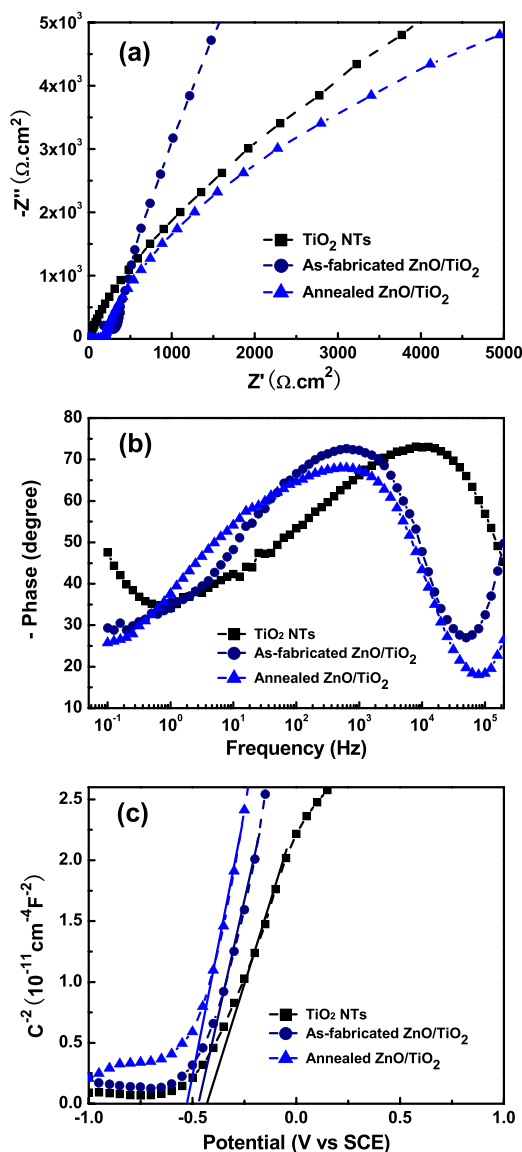 (a)
5x10³
4x10³
3x10³
2x10³
1x10³
0
-Z'' (Ω.cm²)
TiO₂ NTs
As-fabricated ZnO/TiO₂
Annealed ZnO/TiO₂
0 1000 2000 3000 4000 5000
Z' (Ω.cm²)
(b)
80
70
60
50
40
30
20
10
- Phase (degree)
TiO₂ NTs
As-fabricated ZnO/TiO₂
Annealed ZnO/TiO₂
10⁻¹ 10⁰ 10¹ 10² 10³ 10⁴ 10⁵
Frequency (Hz)
(c)
2.5
2.0
1.5
1.0
0.5
0.0
C⁻² (10⁻¹¹cm⁻⁴F⁻²)
TiO₂ NTs
As-fabricated ZnO/TiO₂
Annealed ZnO/TiO₂
-1.0 -0.5 0.0 0.5 1.0
Potential (V vs SCE)